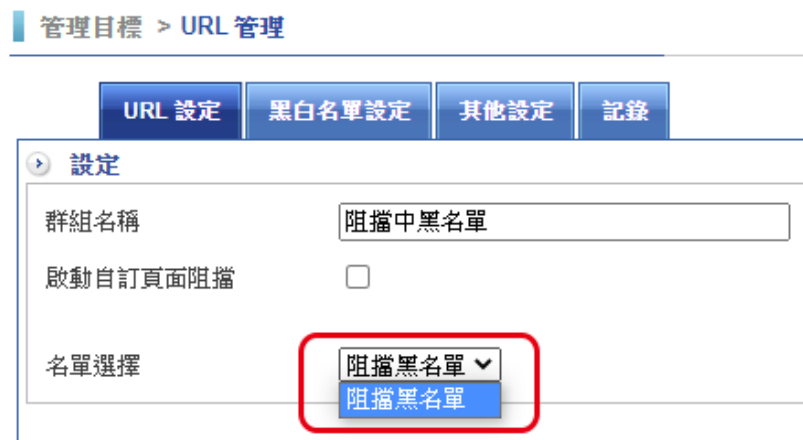 管理目標 > URL 管理
URL 設定 黑白名單設定 其他設定 記錄
設定
群組名稱 阻擋中黑名單
啟動自訂頁面阻擋
名單選擇 阻擋黑名單
阻擋黑名單